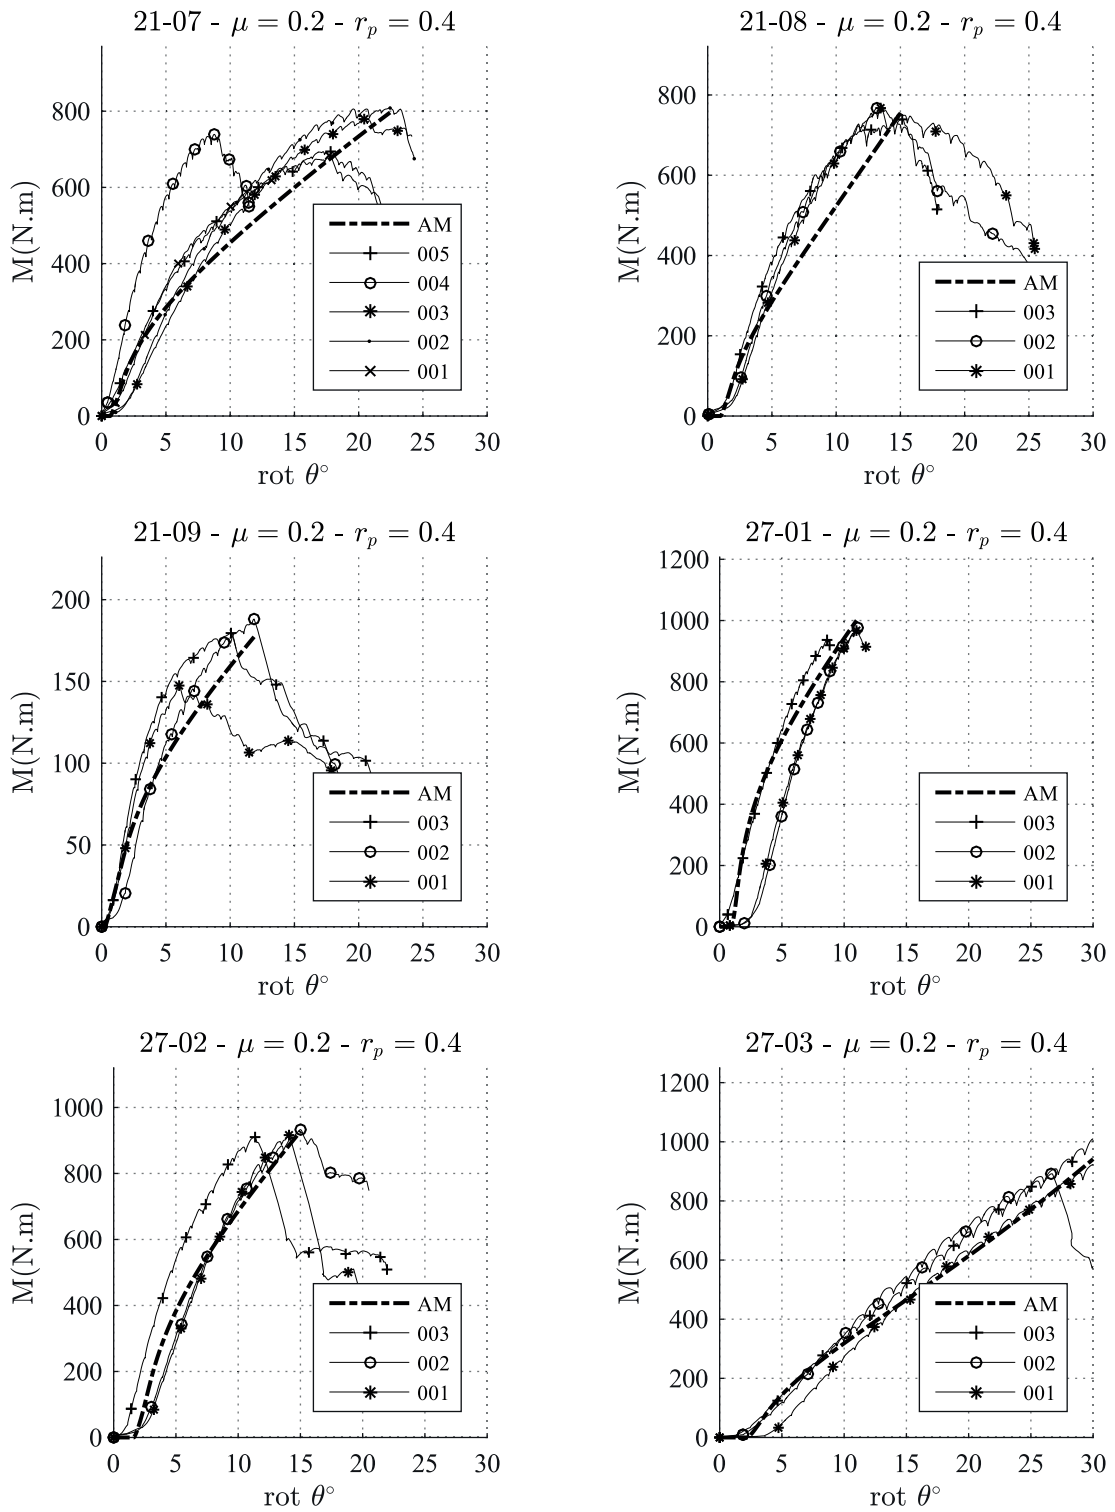 21-07 - μ = 0.2 - r_p = 0.4
800
600
400
200
0
M(N.m)
AM
005
004
003
002
001
0 5 10 15 20 25 30
rot θ°
21-08 - μ = 0.2 - r_p = 0.4
800
600
400
200
0
M(N.m)
AM
003
002
001
0 5 10 15 20 25 30
rot θ°
21-09 - μ = 0.2 - r_p = 0.4
200
150
100
50
0
M(N.m)
AM
003
002
001
0 5 10 15 20 25 30
rot θ°
27-01 - μ = 0.2 - r_p = 0.4
1200
1000
800
600
400
200
0
M(N.m)
AM
003
002
001
0 5 10 15 20 25 30
rot θ°
27-02 - μ = 0.2 - r_p = 0.4
1000
800
600
400
200
0
M(N.m)
AM
003
002
001
0 5 10 15 20 25 30
rot θ°
27-03 - μ = 0.2 - r_p = 0.4
1200
1000
800
600
400
200
0
M(N.m)
AM
003
002
001
0 5 10 15 20 25 30
rot θ°